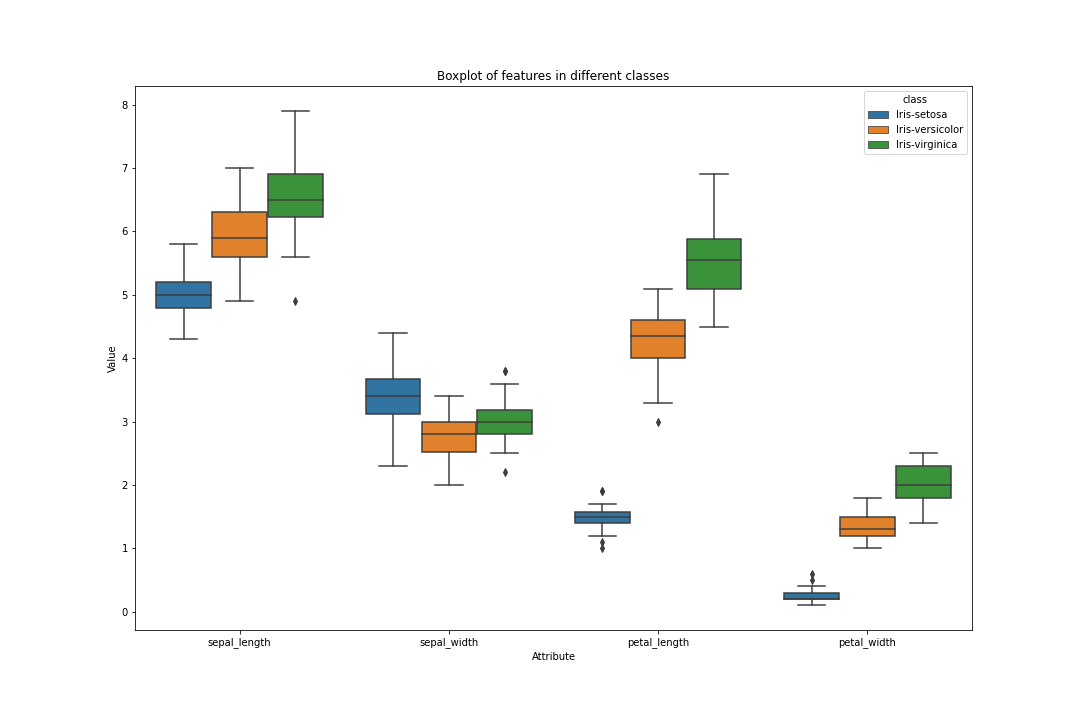 Boxplot of features in different classes
class
Iris-setosa
Iris-versicolor
Iris-virginica
Value
8
7
6
5
4
3
2
1
0
sepal_length sepal_width petal_length petal_width
Attribute